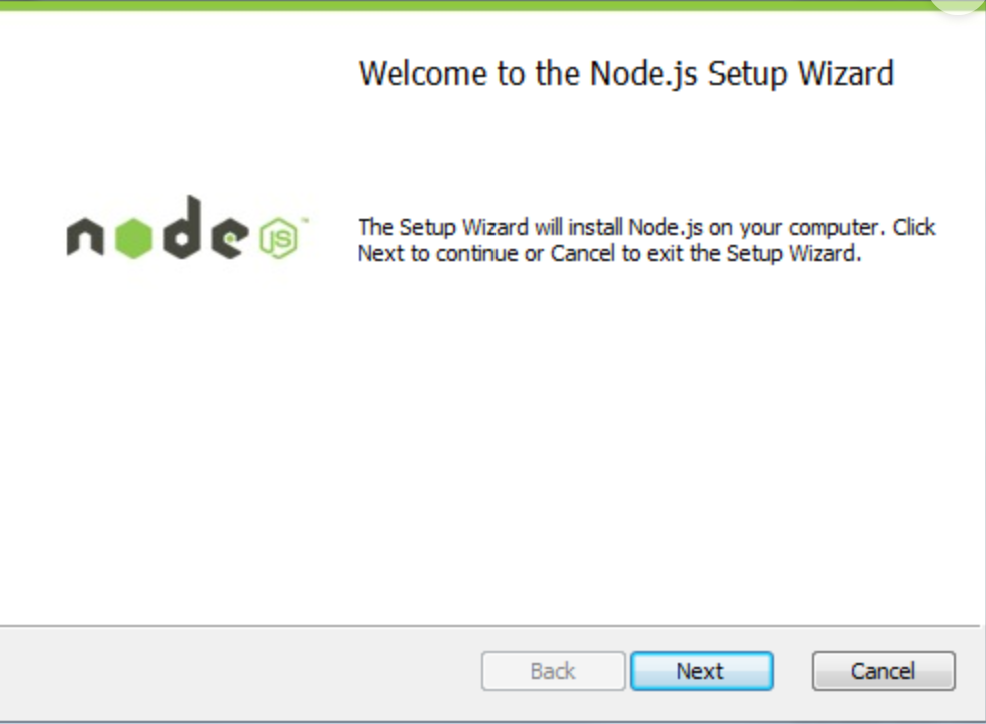 Welcome to the Node.js Setup Wizard
node JS ™
The Setup Wizard will install Node.js on your computer. Click
Next to continue or Cancel to exit the Setup Wizard.
Back
Next
Cancel